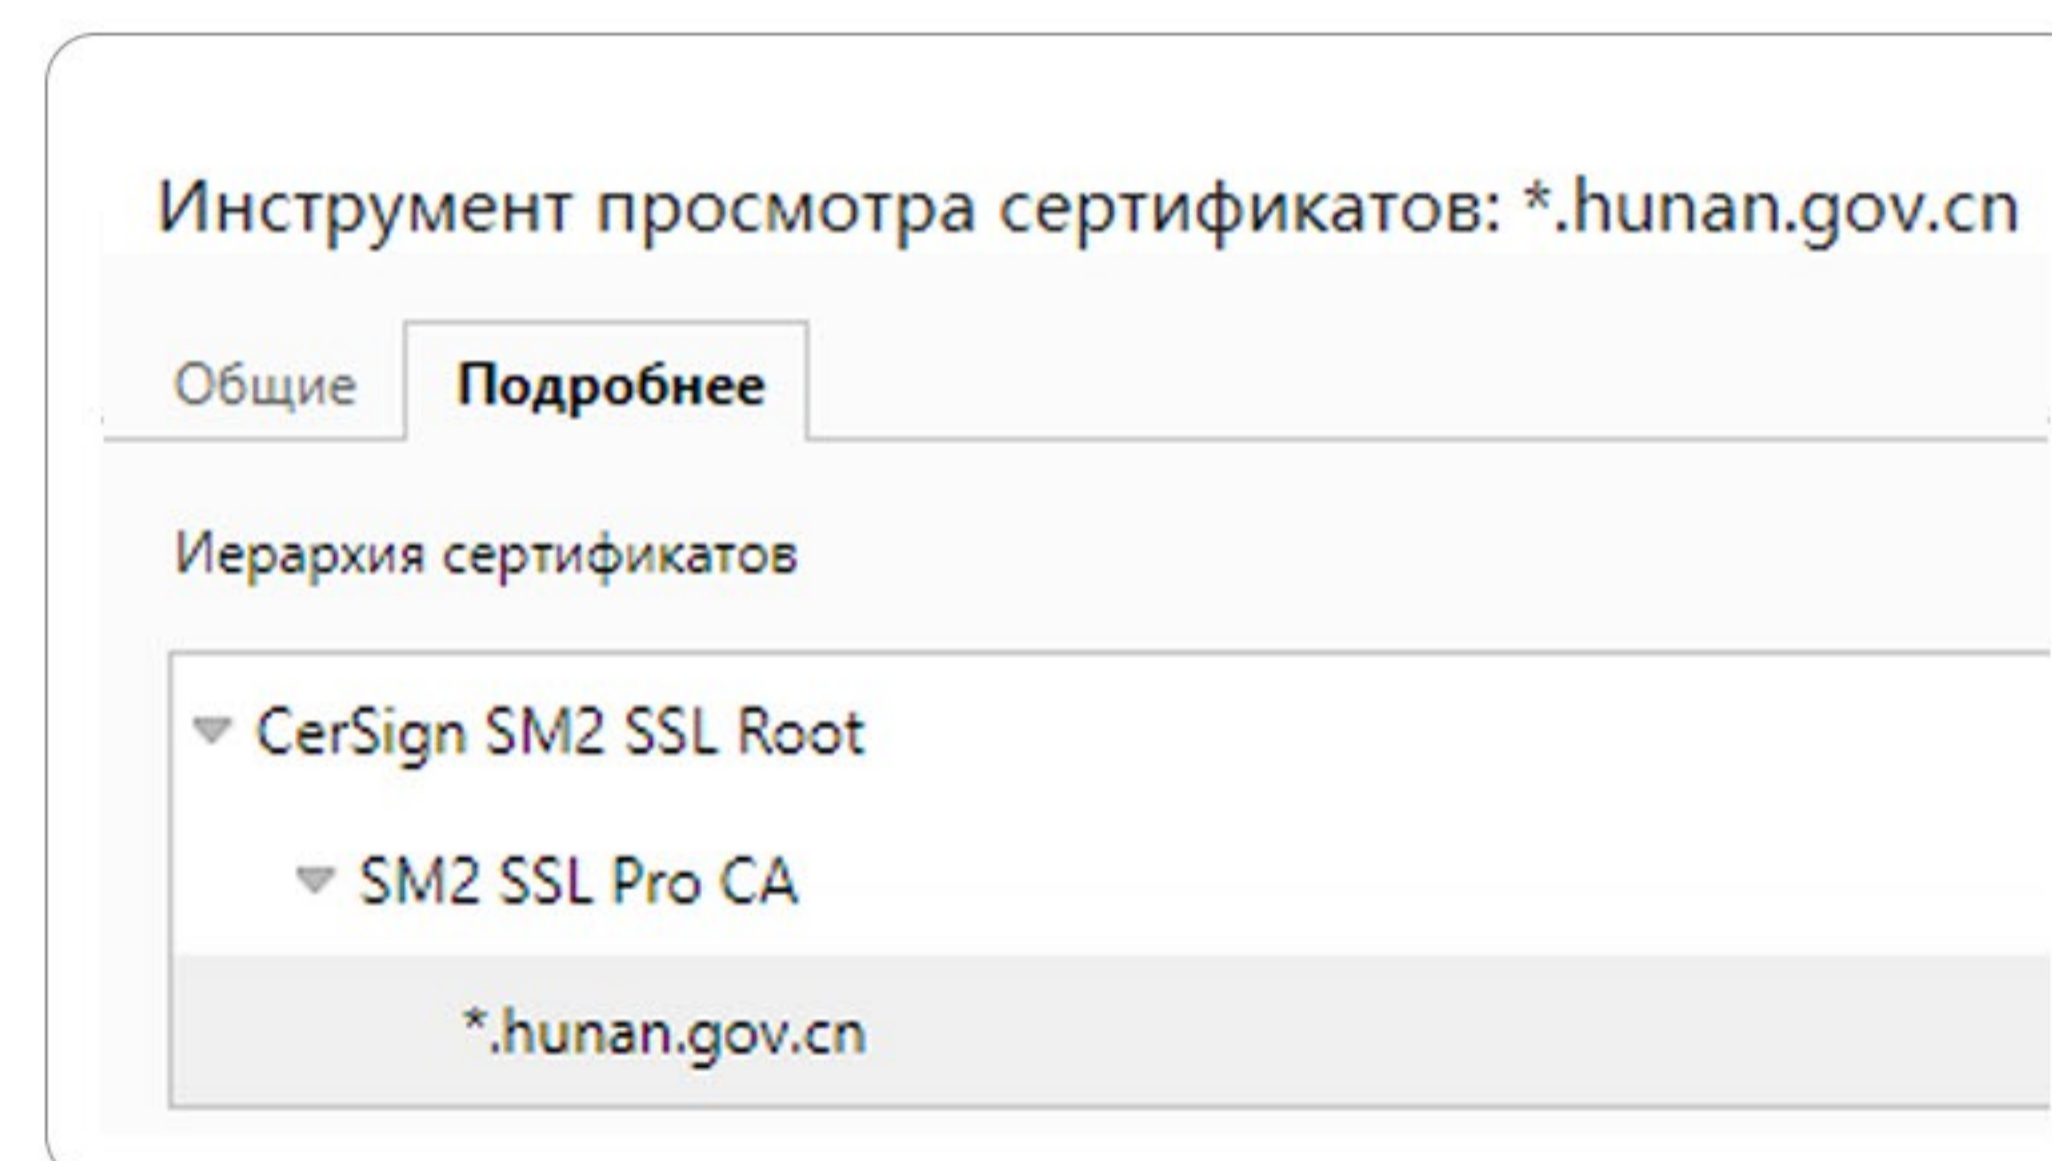 Инструмент просмотра сертификатов: *.hunan.gov.cn
Общие Подробнее
Иерархия сертификатов
CerSign SM2 SSL Root
SM2 SSL Pro CA
*.hunan.gov.cn